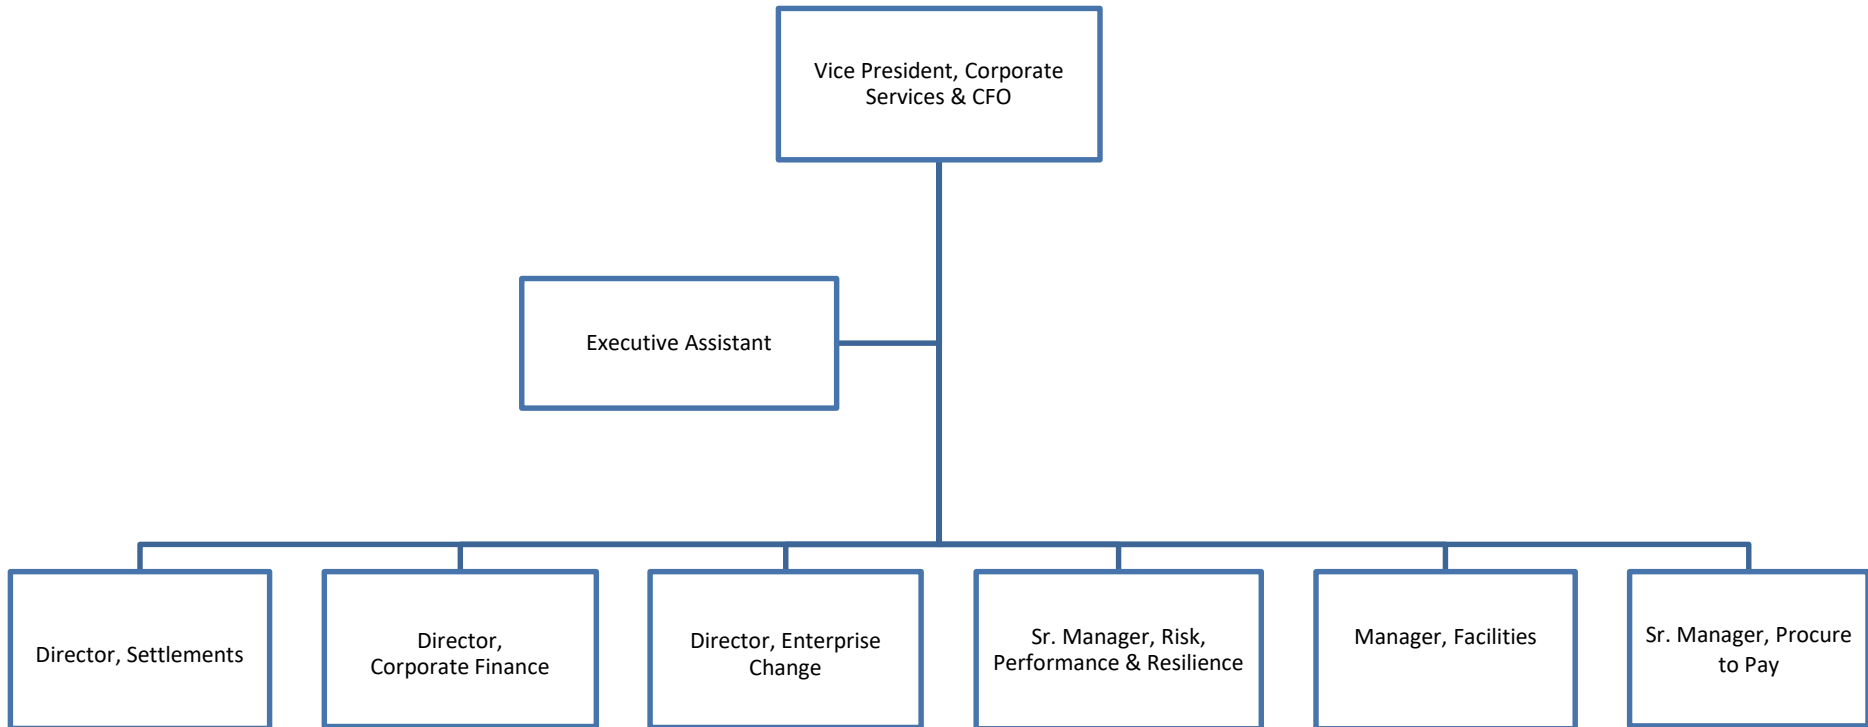 Vice President, Corporate
Services & CFO
Executive Assistant
Director, Settlements
Director,
Corporate Finance
Director, Enterprise
Change
Sr. Manager, Risk,
Performance & Resilience
Manager, Facilities
Sr. Manager, Procure
to Pay